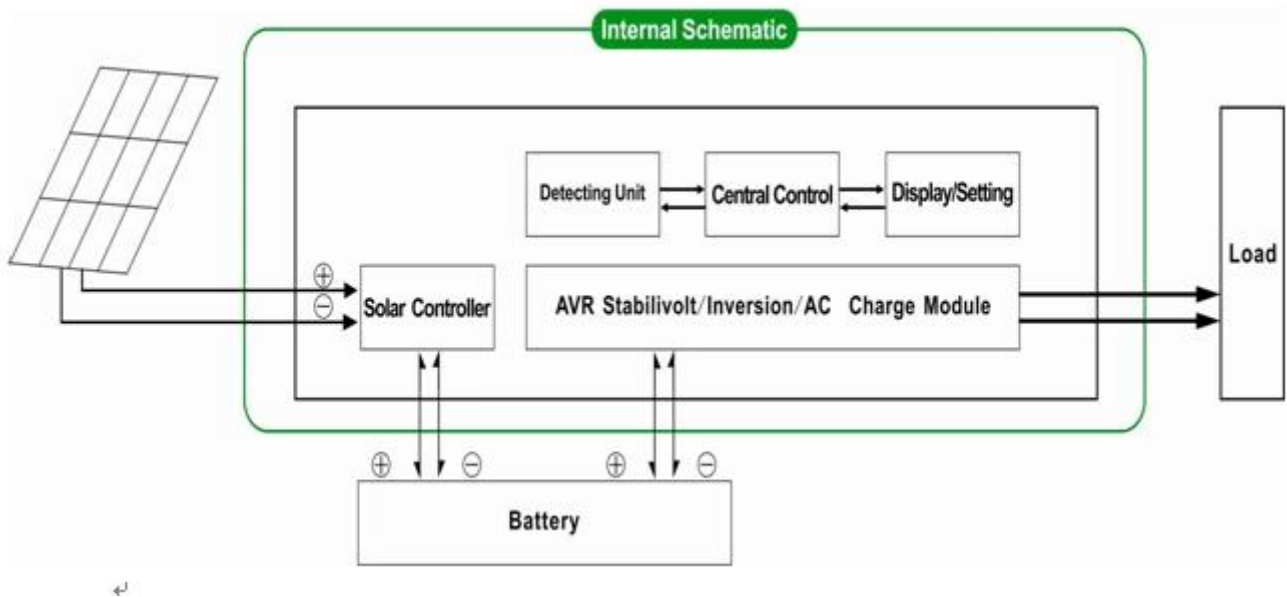 Internal Schematic
Detecting Unit
Central Control
Display/Setting
Load
⊕
⊖
Solar Controller
AVR Stabilivolt/Inversion/AC Charge Module
⊕ ⊖ ⊕ ⊖
Battery
↵